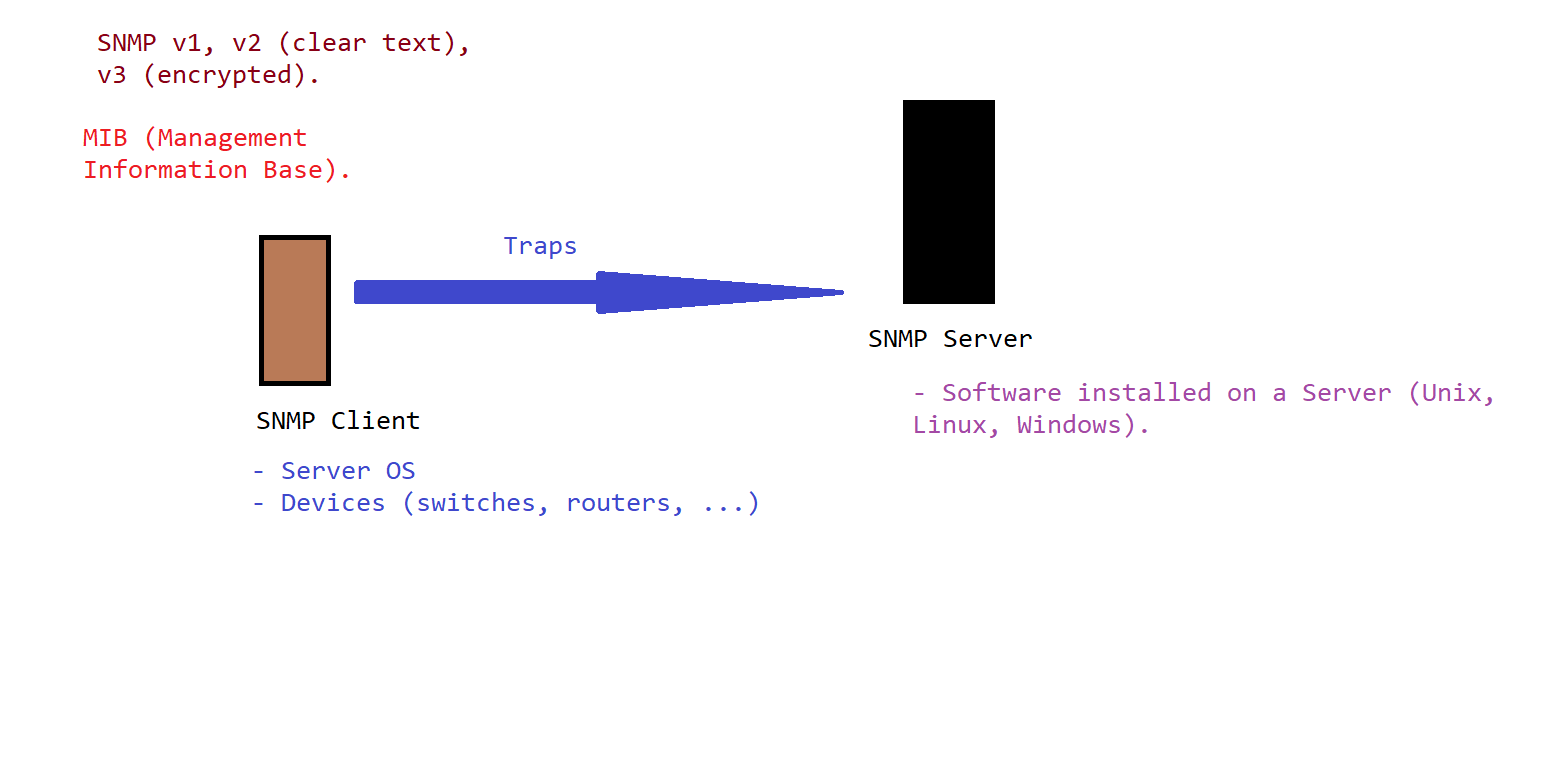 SNMP v1, v2 (clear text),
v3 (encrypted).
MIB (Management
Information Base).
Traps
SNMP Server
- Software installed on a Server (Unix,
Linux, Windows).
SNMP Client
- Server OS
- Devices (switches, routers, ...)